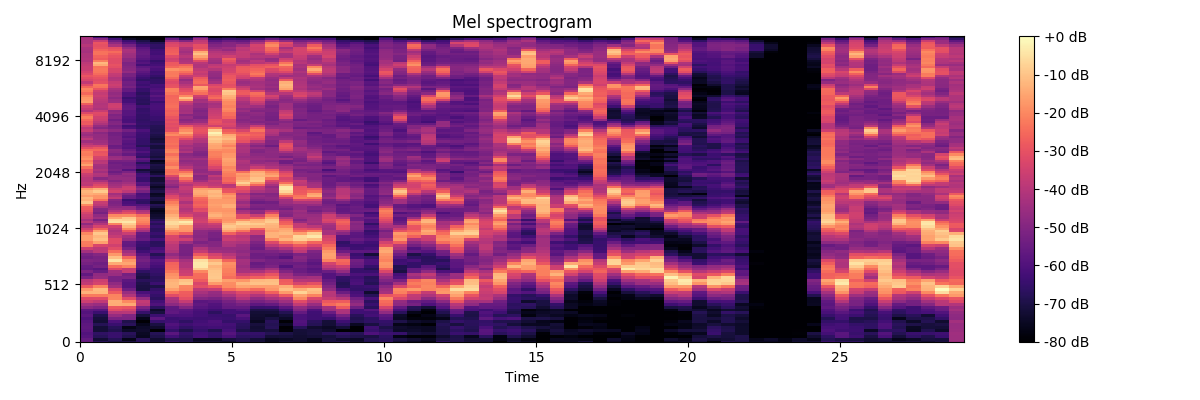 Mel spectrogram
Hz
8192
4096
2048
1024
512
0
0 5 10 15 20 25
Time
+0 dB
-10 dB
-20 dB
-30 dB
-40 dB
-50 dB
-60 dB
-70 dB
-80 dB